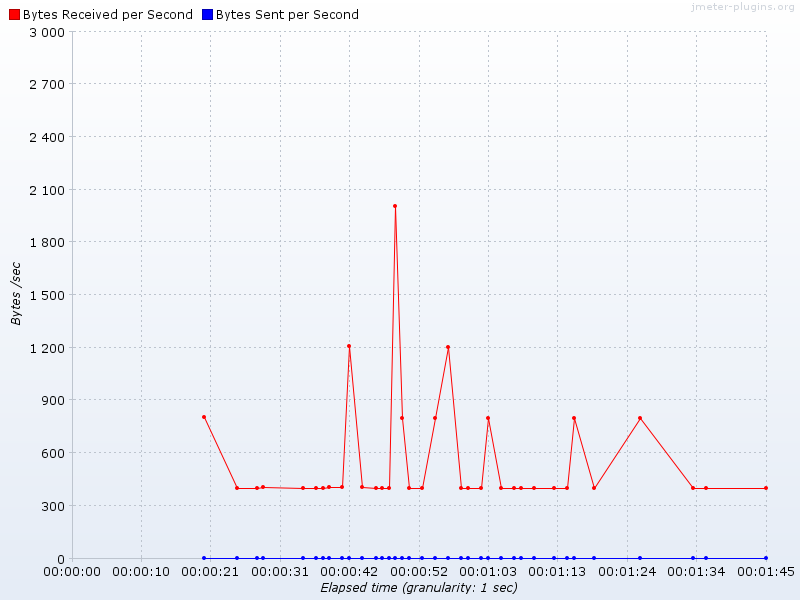 jmeter-plugins.org
Bytes Received per Second Bytes Sent per Second
3 000
2 700
2 400
2 100
1 800
1 500
1 200
900
600
300
0
Bytes /sec
00:00:00 00:00:10 00:00:21 00:00:31 00:00:42 00:00:52 00:01:03 00:01:13 00:01:24 00:01:34 00:01:45
Elapsed time (granularity: 1 sec)